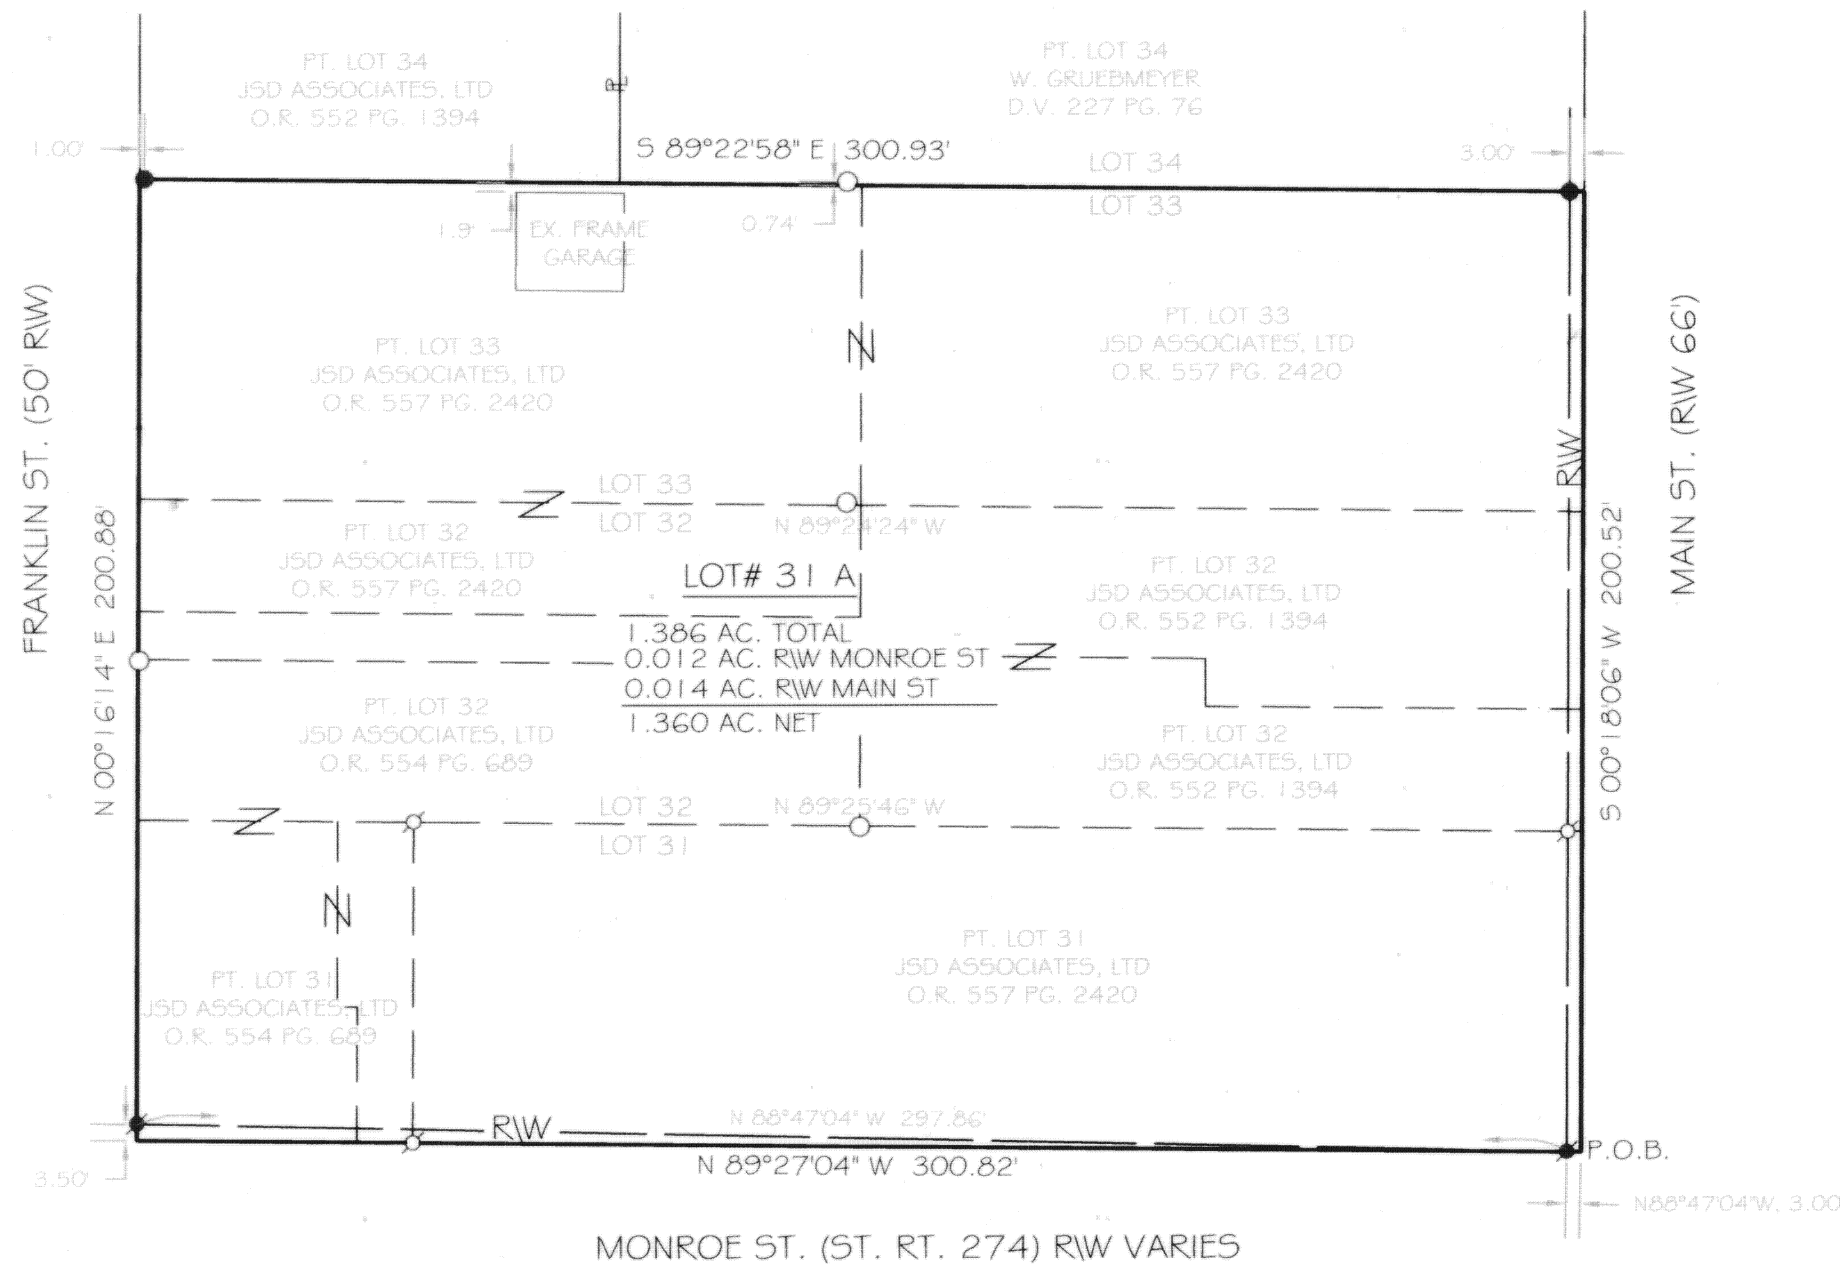 PT. LOT 34
JSD ASSOCIATES, LTD
O.R. 552 PG. 1394
PT. LOT 34
W. GRUEBMEYER
D.V. 227 PG. 76
1.00'
S 89°22'58" E 300.93'
3.00'
LOT 34
LOT 33
1.9'
EX. FRAME
GARAGE
0.74'
FRANKLIN ST. (50' R\W)
PT. LOT 33
JSD ASSOCIATES, LTD
O.R. 557 PG. 2420
PT. LOT 33
JSD ASSOCIATES, LTD
O.R. 557 PG. 2420
MAIN ST. (R\W 66')
R\W
LOT 33
LOT 32
N 89°24'24" W
N 00°16'14" E 200.88'
PT. LOT 32
JSD ASSOCIATES, LTD
O.R. 557 PG. 2420
LOT# 31 A
1.386 AC. TOTAL
0.012 AC. R\W MONROE ST
0.014 AC. R\W MAIN ST
1.360 AC. NET
PT. LOT 32
JSD ASSOCIATES, LTD
O.R. 552 PG. 1394
S 00°18'06" W 200.52'
PT. LOT 32
JSD ASSOCIATES, LTD
O.R. 554 PG. 689
PT. LOT 32
JSD ASSOCIATES, LTD
O.R. 552 PG. 1394
LOT 32
LOT 31
N 89°25'46" W
PT. LOT 31
JSD ASSOCIATES, LTD
O.R. 554 PG. 689
PT. LOT 31
JSD ASSOCIATES, LTD
O.R. 557 PG. 2420
R\W
N 88°47'04" W 297.86'
N 89°27'04" W 300.82'
P.O.B.
3.50'
N88°47'04"W, 3.00
MONROE ST. (ST. RT. 274) R\W VARIES